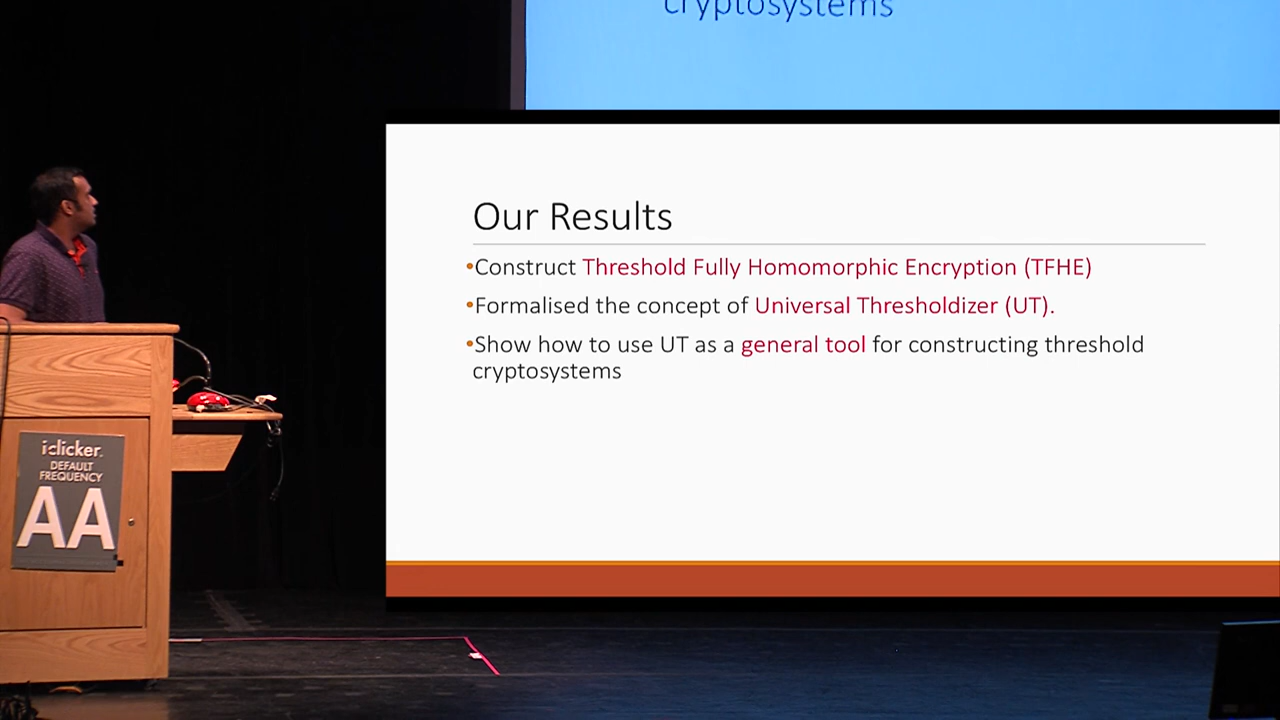 cryptosystems
Our Results
•Construct Threshold Fully Homomorphic Encryption (TFHE)
•Formalised the concept of Universal Thresholdizer (UT).
•Show how to use UT as a general tool for constructing threshold
cryptosystems
iclicker.
DEFAULT
FREQUENCY
AA